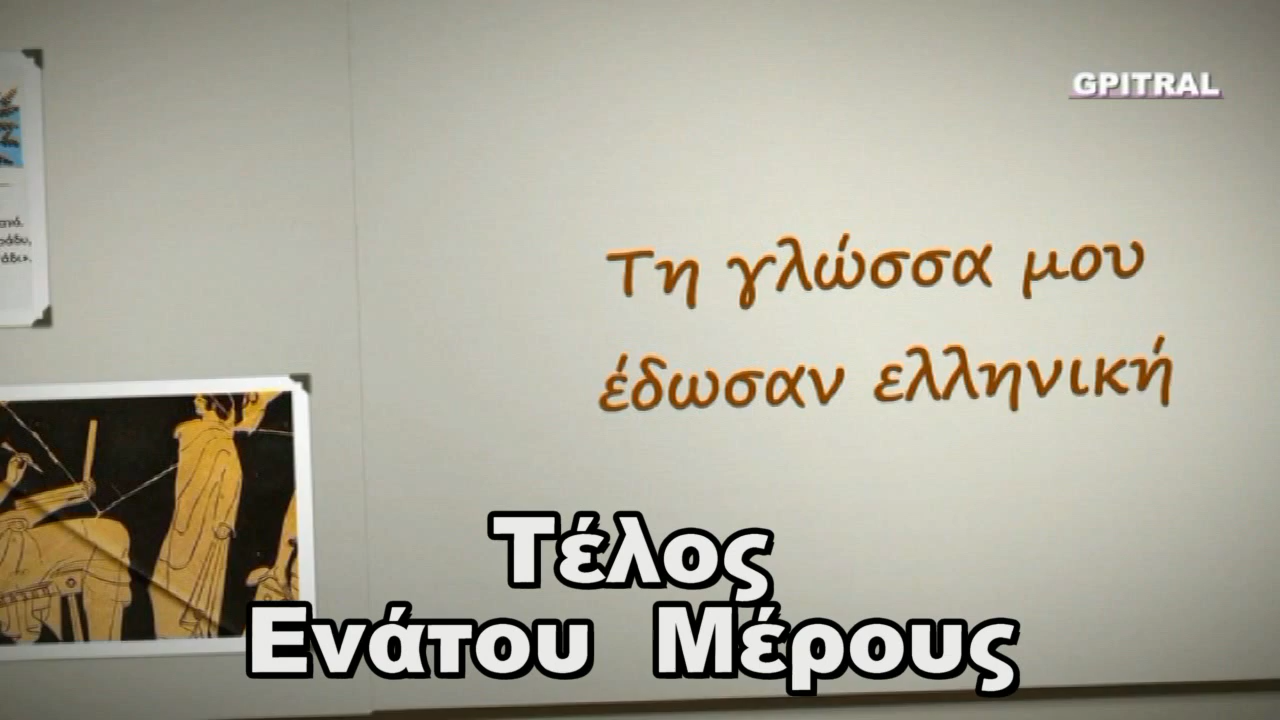 GPITRAL
Τη γλώσσα μου
έδωσαν ελληνική
Τέλος
Ενάτου Μέρους